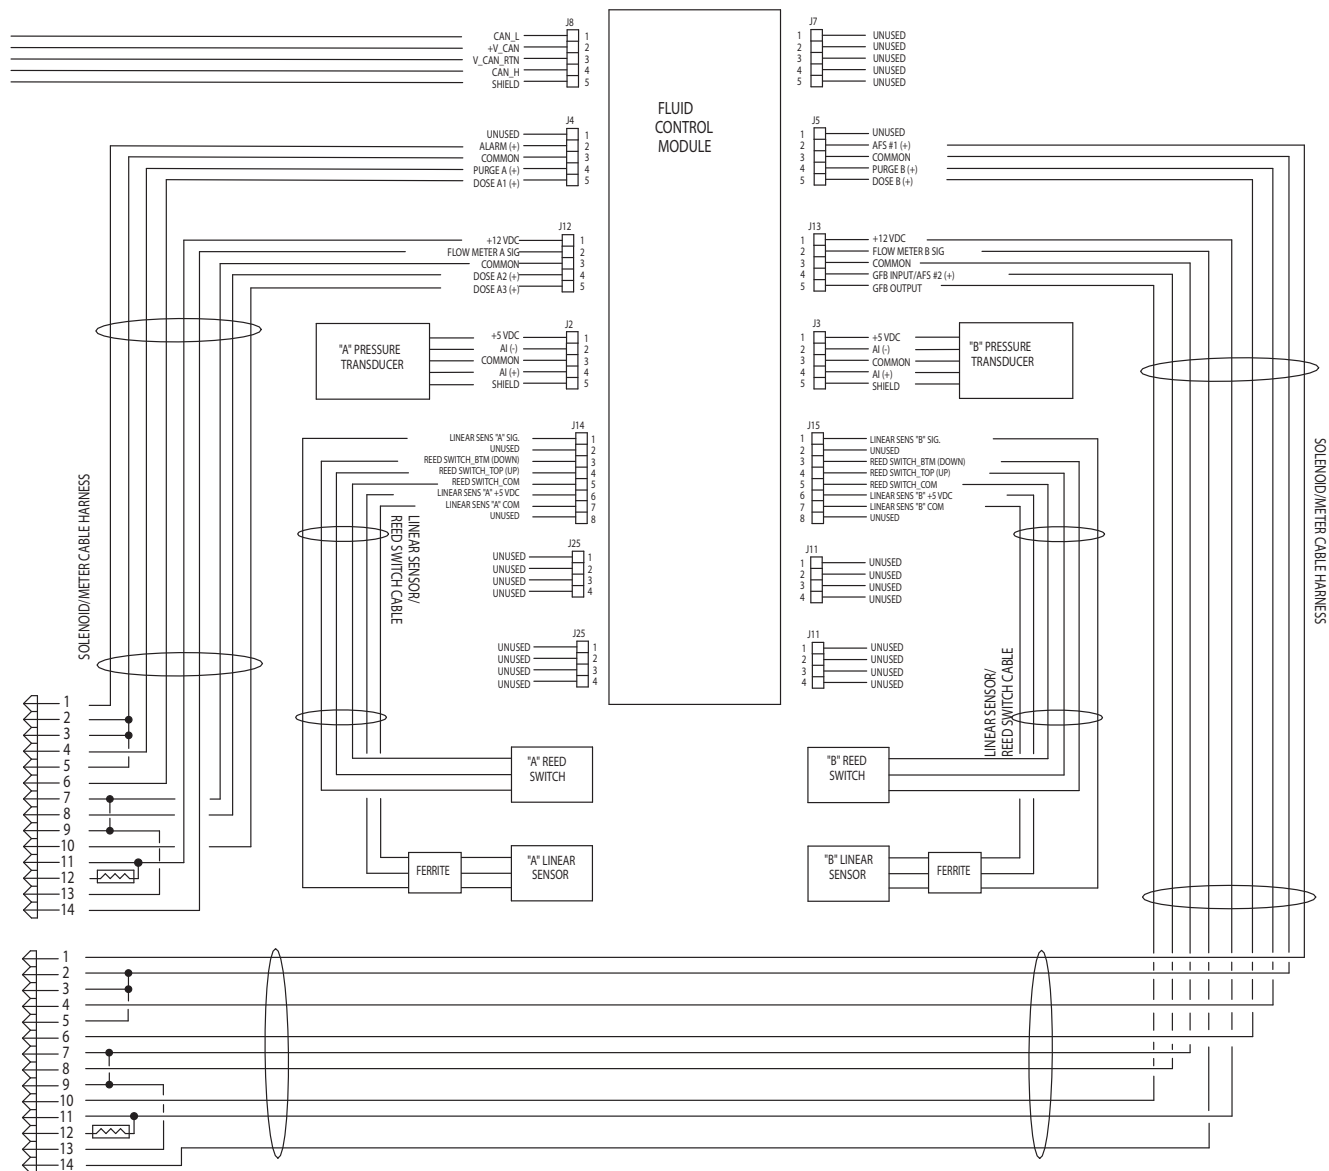 J8
CAN_L 1
+V_CAN 2
V_CAN_RTN 3
CAN_H 4
SHIELD 5
J4
UNUSED 1
ALARM (+) 2
COMMON 3
PURGE A (+) 4
DOSE A1 (+) 5
J12
+12 VDC 1
FLOW METER A SIG 2
COMMON 3
DOSE A2 (+) 4
DOSE A3 (+) 5
"A" PRESSURE
TRANSDUCER
J2
+5 VDC 1
AI (-) 2
COMMON 3
AI (+) 4
SHIELD 5
J14
LINEAR SENS "A" SIG. 1
UNUSED 2
REED SWITCH_BTM (DOWN) 3
REED SWITCH_TOP (UP) 4
REED SWITCH_COM 5
LINEAR SENS "A" +5 VDC 6
LINEAR SENS "A" COM 7
UNUSED 8
J25
UNUSED 1
UNUSED 2
UNUSED 3
UNUSED 4
J25
UNUSED 1
UNUSED 2
UNUSED 3
UNUSED 4
SOLENOID/METER CABLE HARNESS
LINEAR SENSOR/
REED SWITCH CABLE
"A" REED
SWITCH
FERRITE
"A" LINEAR
SENSOR
FLUID
CONTROL
MODULE
J7
1 UNUSED
2 UNUSED
3 UNUSED
4 UNUSED
5 UNUSED
J5
1 UNUSED
2 AFS #1 (+)
3 COMMON
4 PURGE B (+)
5 DOSE B (+)
J13
1 +12 VDC
2 FLOW METER B SIG
3 COMMON
4 GFB INPUT/AFS #2 (+)
5 GFB OUTPUT
J3
1 +5 VDC
2 AI (-)
3 COMMON
4 AI (+)
5 SHIELD
"B" PRESSURE
TRANSDUCER
J15
1 LINEAR SENS "B" SIG.
2 UNUSED
3 REED SWITCH_BTM (DOWN)
4 REED SWITCH_TOP (UP)
5 REED SWITCH_COM
6 LINEAR SENS "B" +5 VDC
7 LINEAR SENS "B" COM
8 UNUSED
J11
1 UNUSED
2 UNUSED
3 UNUSED
4 UNUSED
J11
1 UNUSED
2 UNUSED
3 UNUSED
4 UNUSED
LINEAR SENSOR/
REED SWITCH CABLE
SOLENOID/METER CABLE HARNESS
"B" REED
SWITCH
"B" LINEAR
SENSOR
FERRITE
1
2
3
4
5
6
7
8
9
10
11
12
13
14
1
2
3
4
5
6
7
8
9
10
11
12
13
14